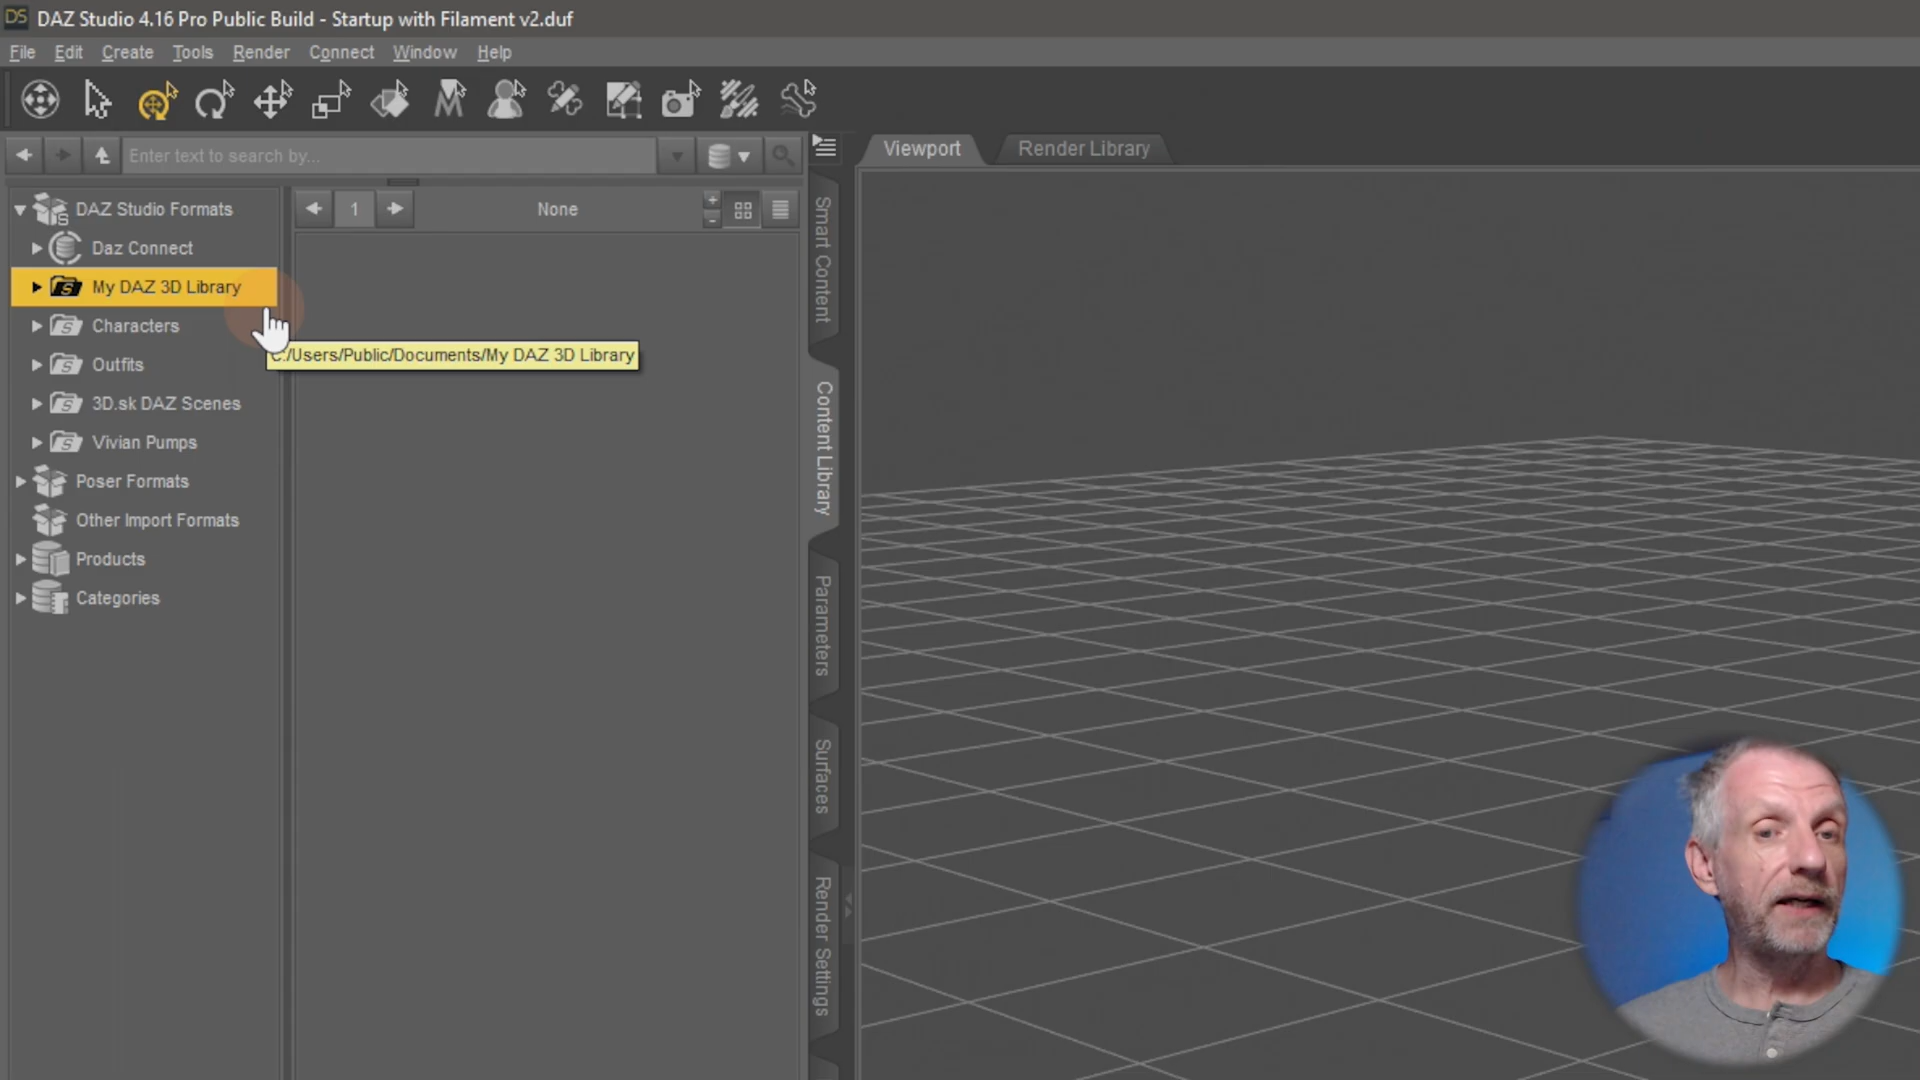 DAZ Studio 4.16 Pro Public Build - Startup with Filament v2.duf
File Edit Create Tools Render Connect Window Help
Enter text to search by...
Viewport
Render Library
DAZ Studio Formats
Daz Connect
My DAZ 3D Library
Characters
Outfits
3D.sk DAZ Scenes
Vivian Pumps
Poser Formats
Other Import Formats
Products
Categories
1
None
:/Users/Public/Documents/My DAZ 3D Library
Smart Content
Content Library
Parameters
Surfaces
Render Settings